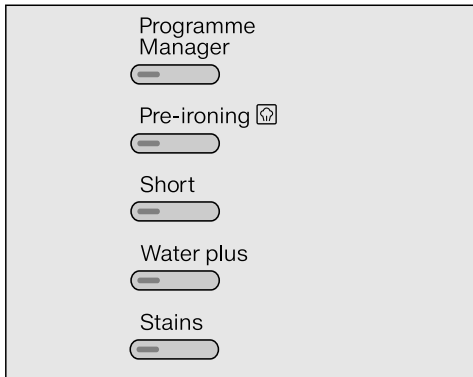 Programme
Manager
Pre-ironing
Short
Water plus
Stains